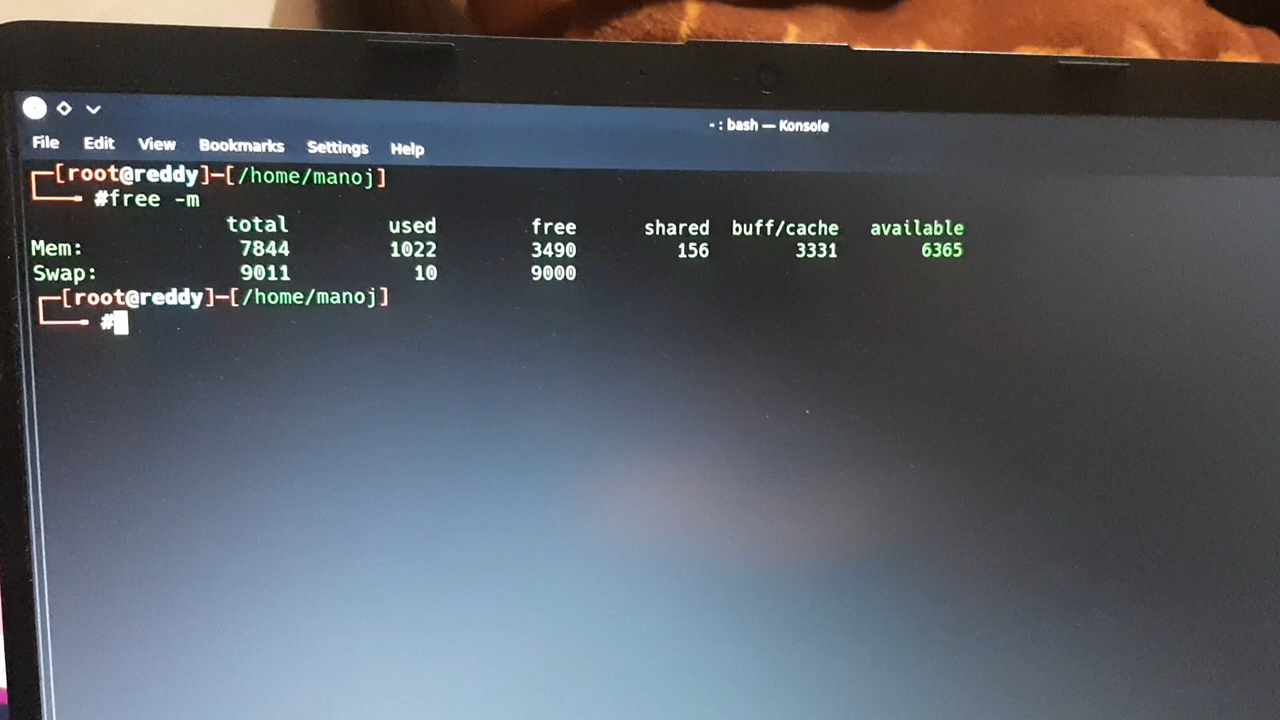 - : bash — Konsole
File Edit View Bookmarks Settings Help
[root@reddy]─[/home/manoj]
#free -m
total used free shared buff/cache available
Mem: 7844 1022 3490 156 3331 6365
Swap: 9011 10 9000
[root@reddy]─[/home/manoj]
#